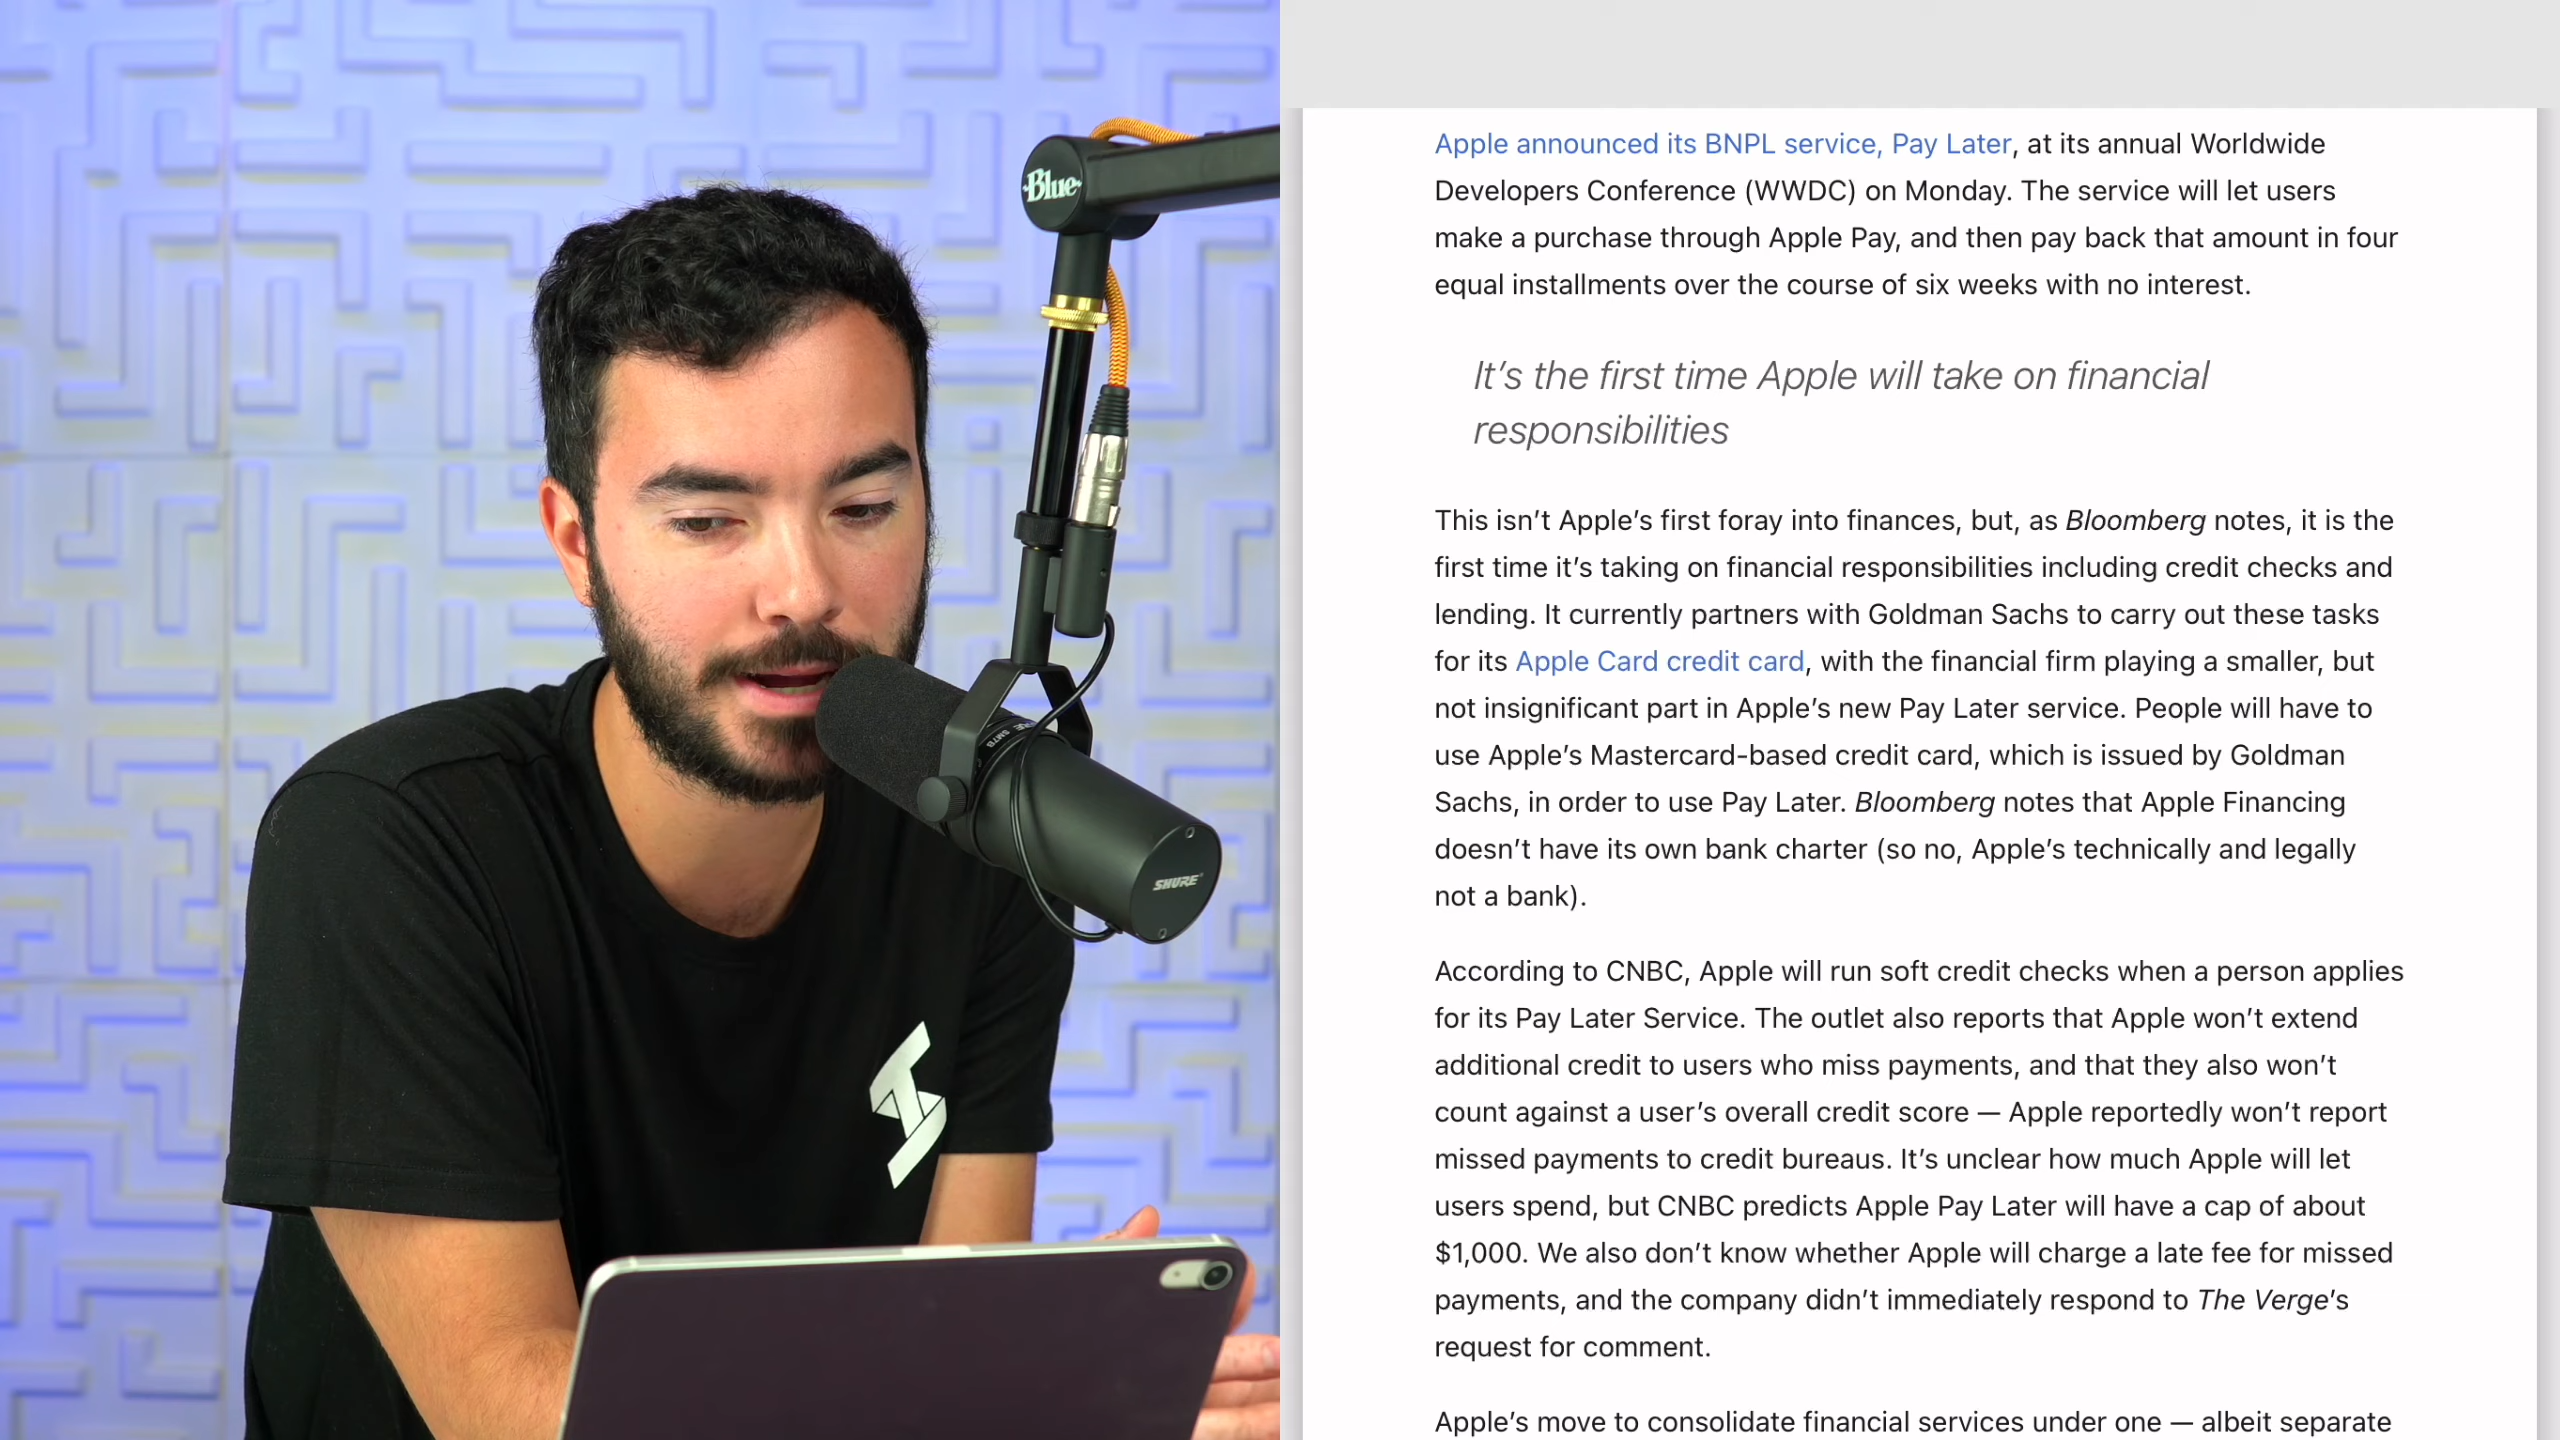 Blue
SM7B
SHURE
Apple announced its BNPL service, Pay Later, at its annual Worldwide
Developers Conference (WWDC) on Monday. The service will let users
make a purchase through Apple Pay, and then pay back that amount in four
equal installments over the course of six weeks with no interest.
It’s the first time Apple will take on financial
responsibilities
This isn’t Apple’s first foray into finances, but, as Bloomberg notes, it is the
first time it’s taking on financial responsibilities including credit checks and
lending. It currently partners with Goldman Sachs to carry out these tasks
for its Apple Card credit card, with the financial firm playing a smaller, but
not insignificant part in Apple’s new Pay Later service. People will have to
use Apple’s Mastercard-based credit card, which is issued by Goldman
Sachs, in order to use Pay Later. Bloomberg notes that Apple Financing
doesn’t have its own bank charter (so no, Apple’s technically and legally
not a bank).
According to CNBC, Apple will run soft credit checks when a person applies
for its Pay Later Service. The outlet also reports that Apple won’t extend
additional credit to users who miss payments, and that they also won’t
count against a user’s overall credit score — Apple reportedly won’t report
missed payments to credit bureaus. It’s unclear how much Apple will let
users spend, but CNBC predicts Apple Pay Later will have a cap of about
$1,000. We also don’t know whether Apple will charge a late fee for missed
payments, and the company didn’t immediately respond to The Verge’s
request for comment.
Apple’s move to consolidate financial services under one — albeit separate